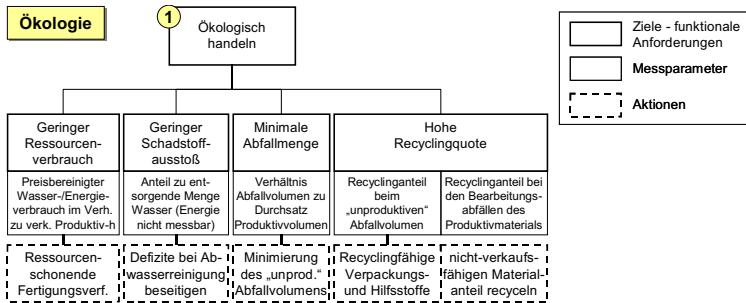 Ökologie
1
Ökologisch
handeln
Ziele - funktionale
Anforderungen
Messparameter
Aktionen
Geringer
Ressourcen-
verbrauch
Geringer
Schadstoff-
ausstoß
Minimale
Abfallmenge
Hohe
Recyclingquote
Preisbereinigter
Wasser-/Energie-
verbrauch im Verh.
zu verk. Produktiv-h
Anteil zu ent-
sorgende Menge
Wasser (Energie
nicht messbar)
Verhältnis
Abfallvolumen zu
Durchsatz
Produktivvolumen
Recyclinganteil
beim
„unproduktiven“
Abfallvolumen
Recyclinganteil bei
den Bearbeitungs-
abfällen des
Produktivmaterials
Ressourcen-
schonende
Fertigungsverf.
Defizite bei Ab-
wasserreinigung
beseitigen
Minimierung
des „unprod.“
Abfallvolumens
Recyclingfähige
Verpackungs-
und Hilfsstoffe
nicht-verkaufs-
fähigen Material-
anteil recyceln